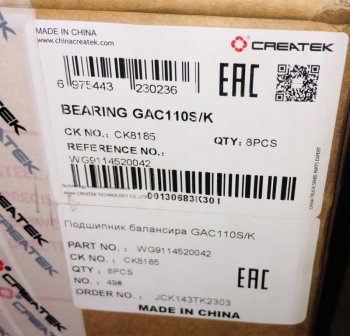 MADE IN CHINA
www.chinacreatek.com
CREATEK
6 975443 230236
EAC
BEARING GAC110S/K
CK NO.: CK8185
QTY: 8PCS
REFERENCE NO.:
WG9114520042
Подшипник балансира GAC110S/K
PART NO.: WG9114520042
CK NO.: CK8185
QTY.: 8PCS
NO.: 49#
ORDER NO.: JCK143TK2303
EAC
MADE IN CHINA
CREATEK